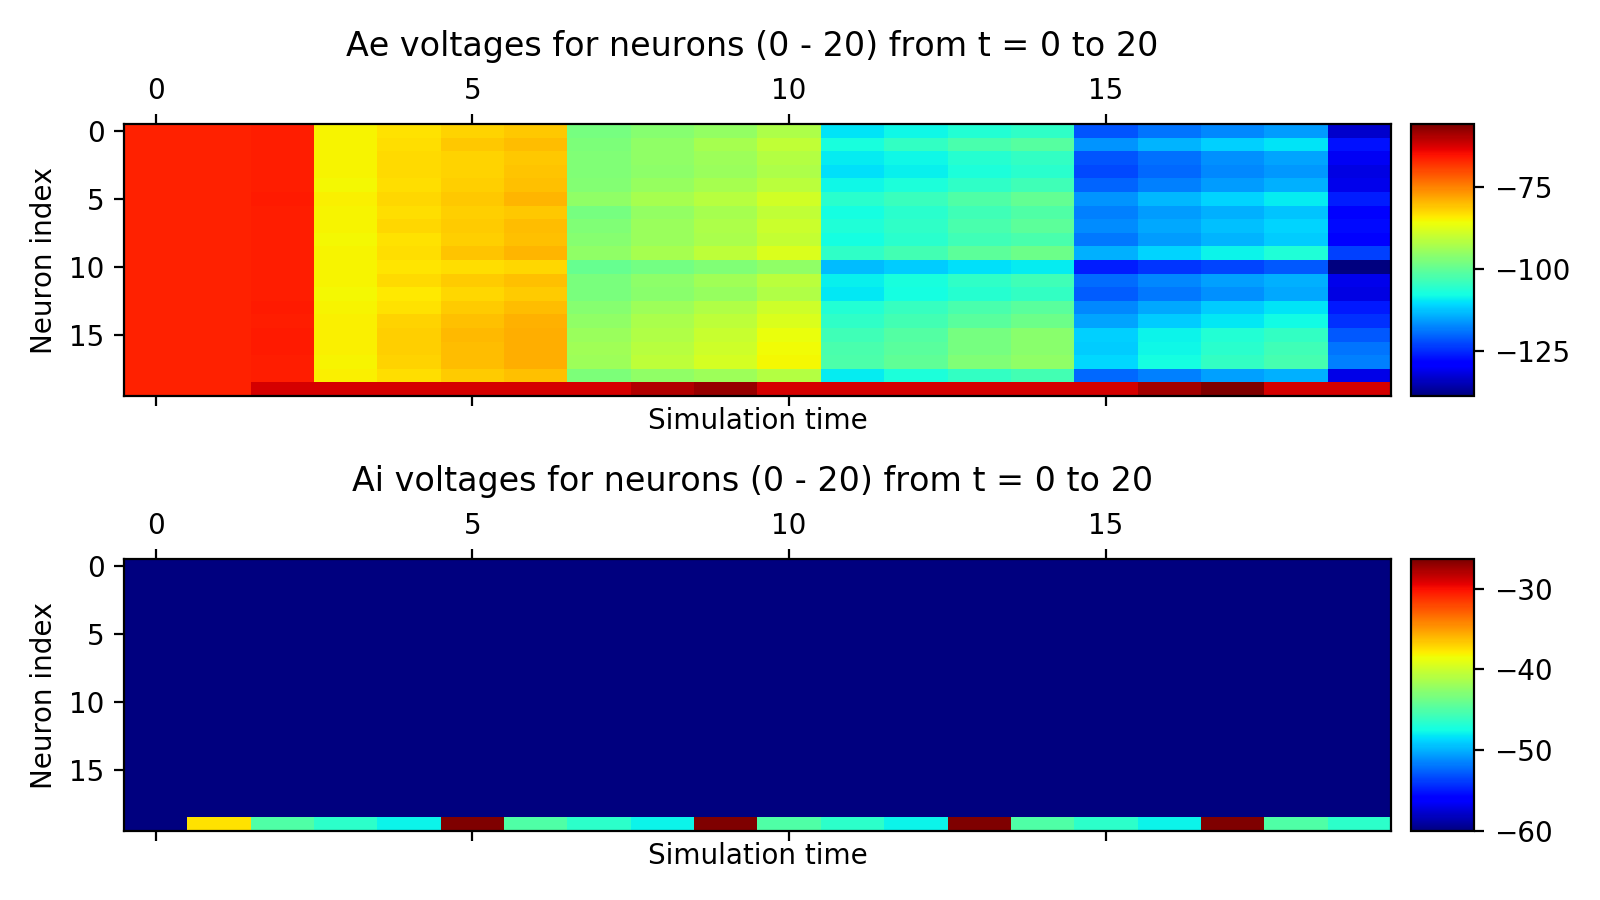 Ae voltages for neurons (0 - 20) from t = 0 to 20
0 5 10 15
0
5
10
15
Neuron index
Simulation time
−75
−100
−125
Ai voltages for neurons (0 - 20) from t = 0 to 20
0 5 10 15
0
5
10
15
Neuron index
Simulation time
−30
−40
−50
−60